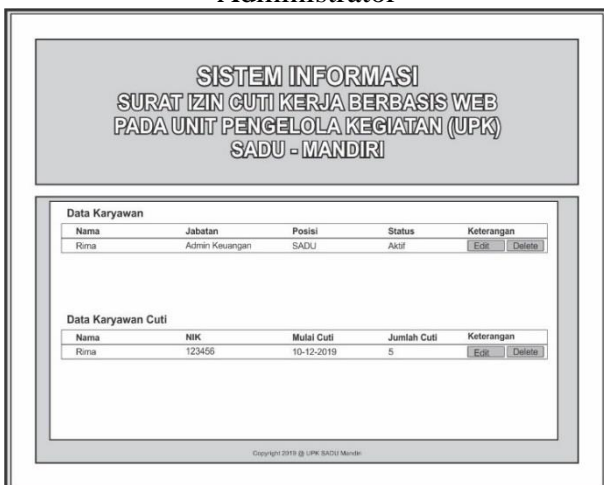 Administrator
SISTEM INFORMASI
SURAT IZIN CUTI KERJA BERBASIS WEB
PADA UNIT PENGELOLA KEGIATAN (UPK)
SADU - MANDIRI
Data Karyawan
Nama Jabatan Posisi Status Keterangan
Rima Admin Keuangan SADU Aktif Edit Delete
Data Karyawan Cuti
Nama NIK Mulai Cuti Jumlah Cuti Keterangan
Rima 123456 10-12-2019 5 Edit Delete
Copyright 2019 @ UPK SADU Mandiri